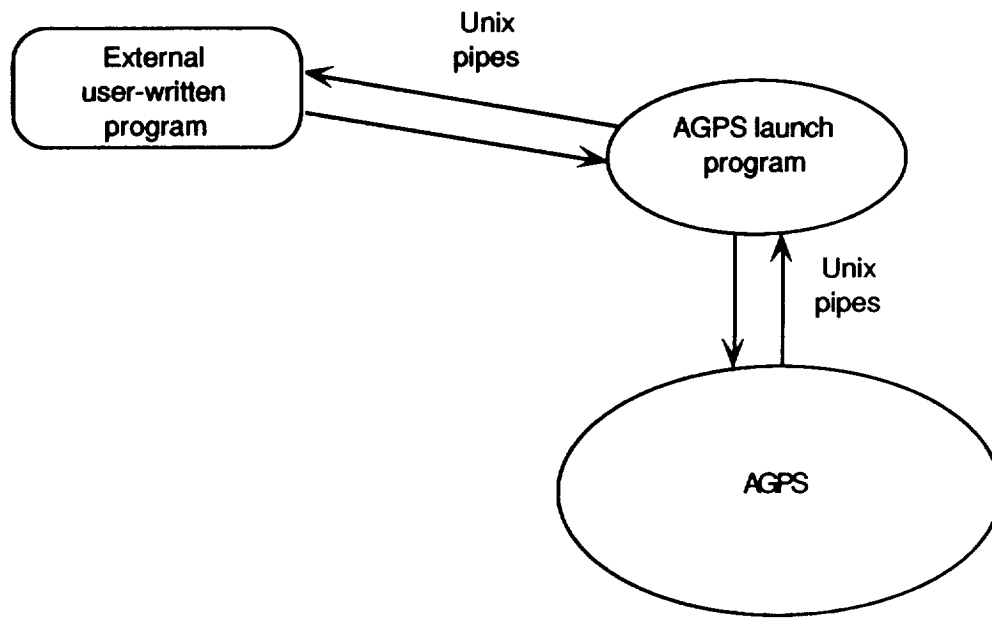 External
user-written
program
Unix
pipes
AGPS launch
program
Unix
pipes
AGPS